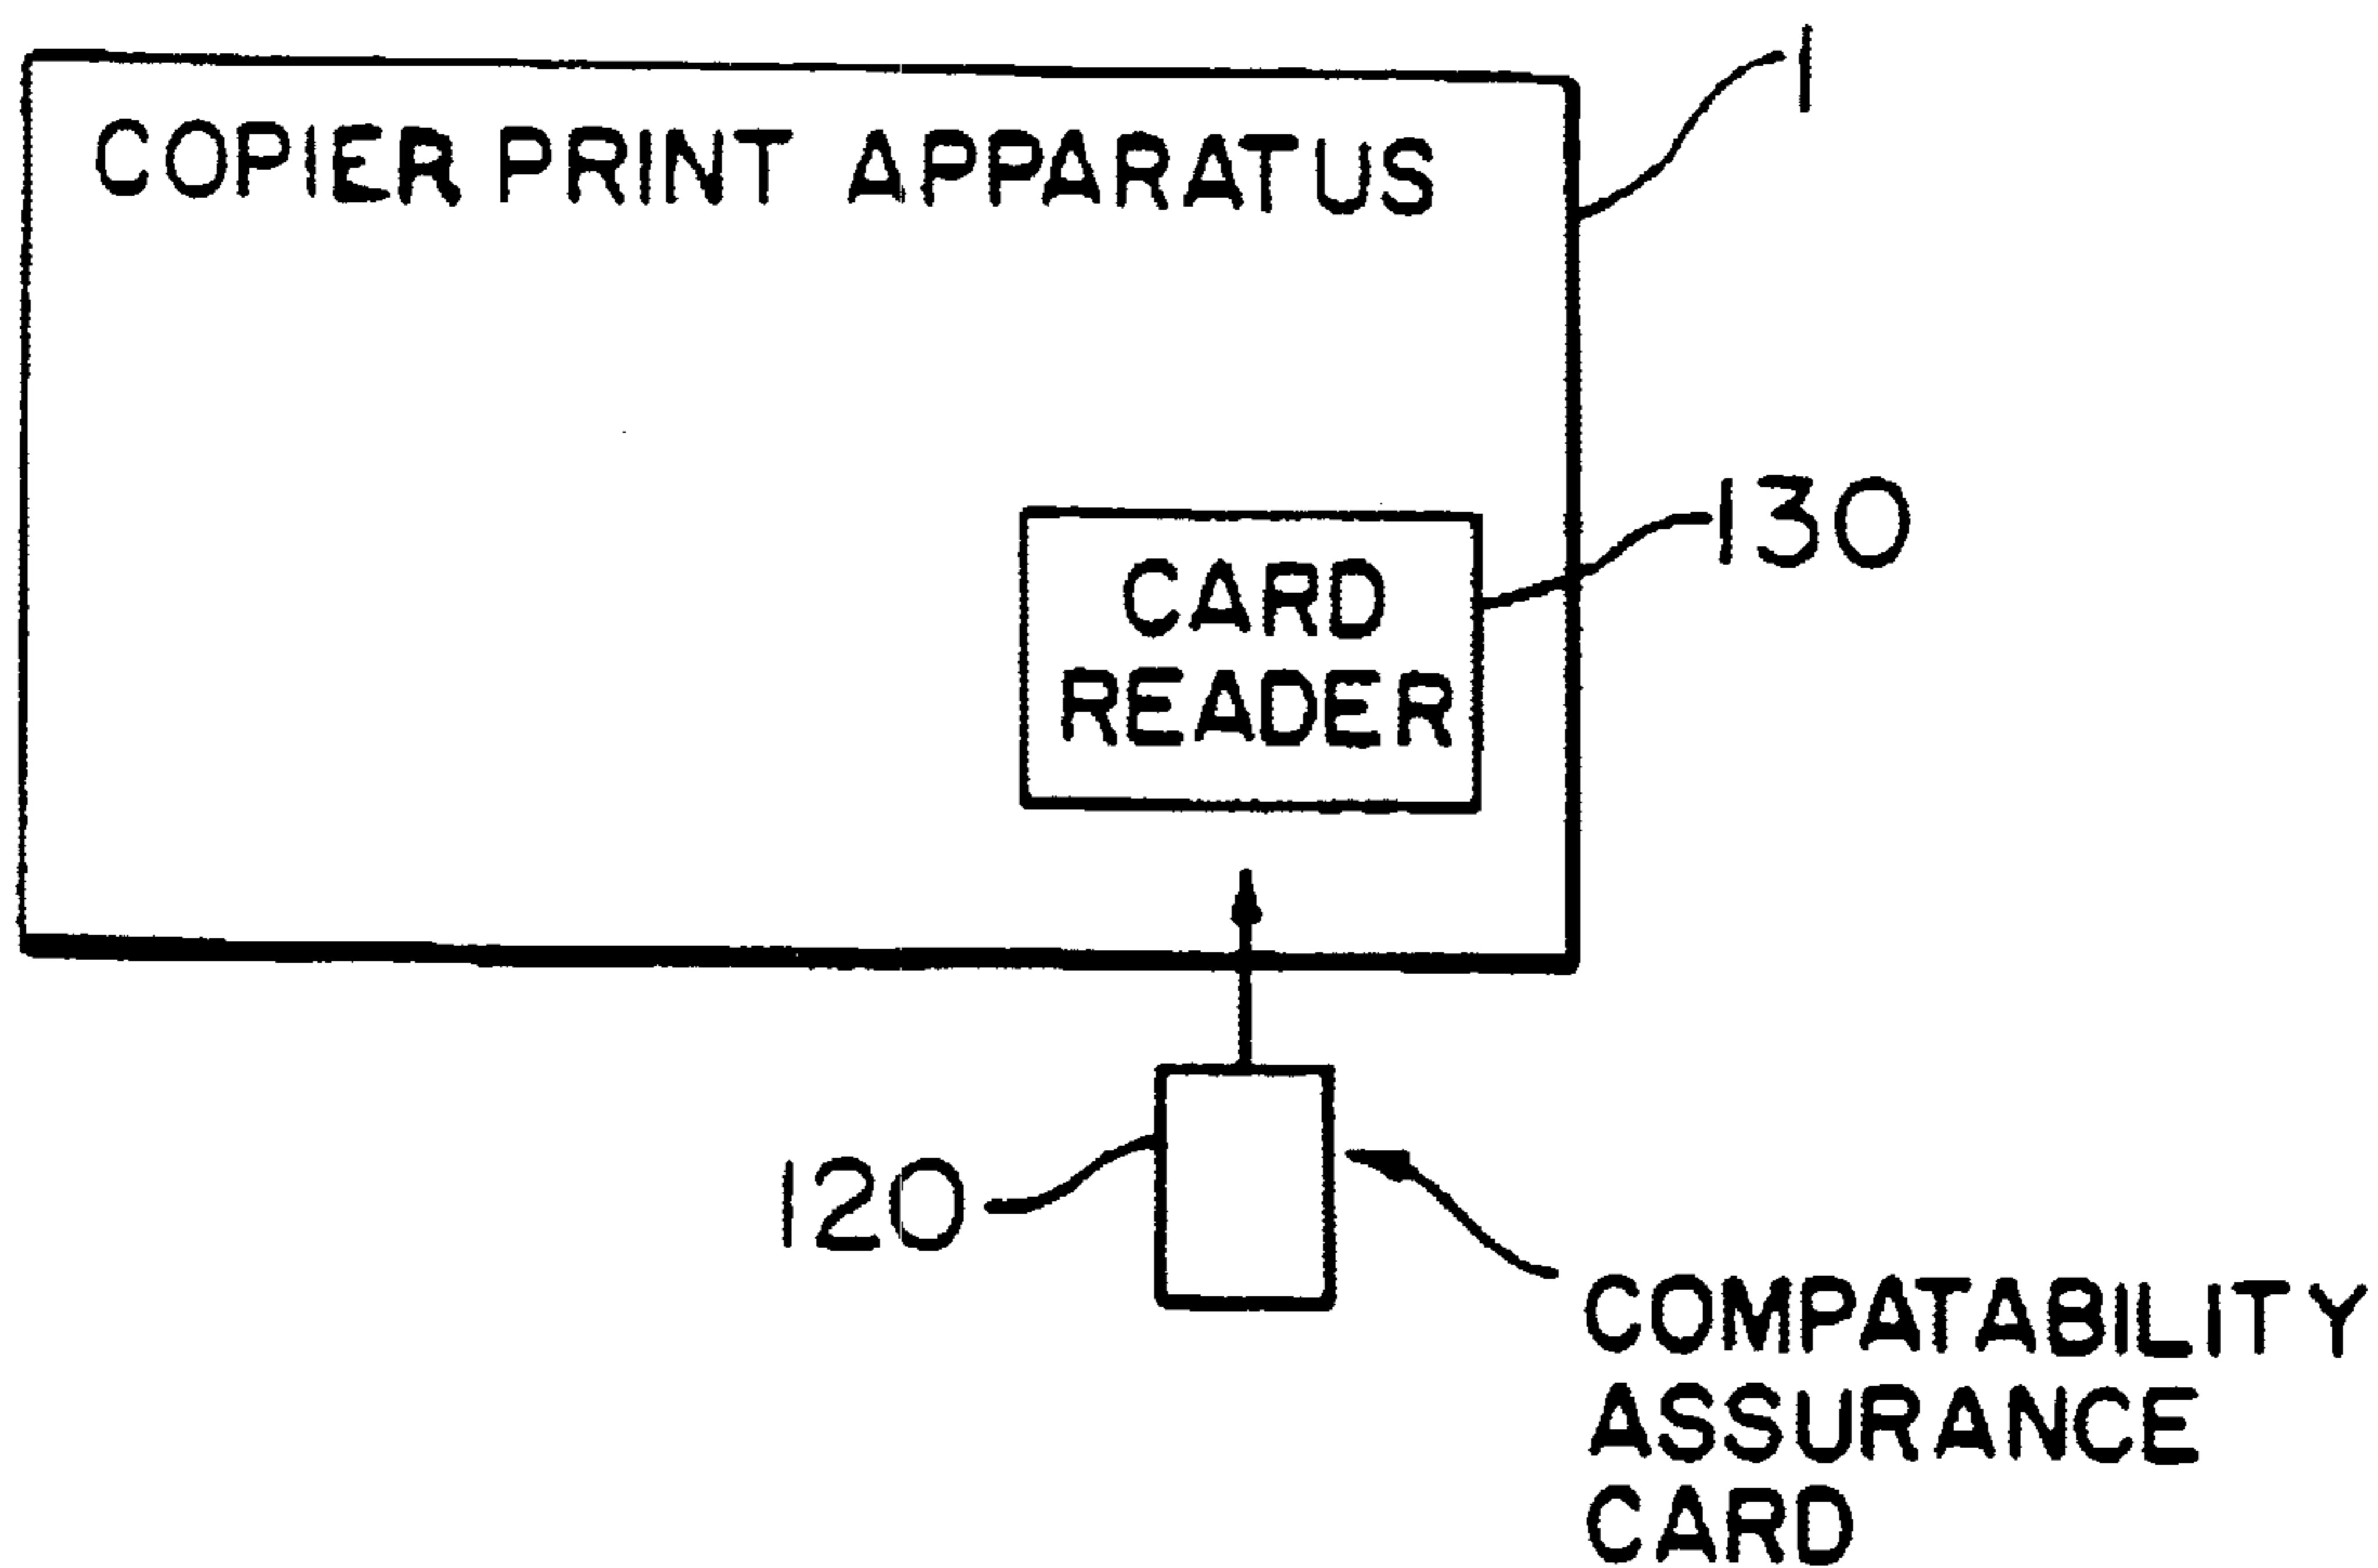 COPIER PRINT APPARATUS
1
130
CARD
READER
120
COMPATABILITY
ASSURANCE
CARD